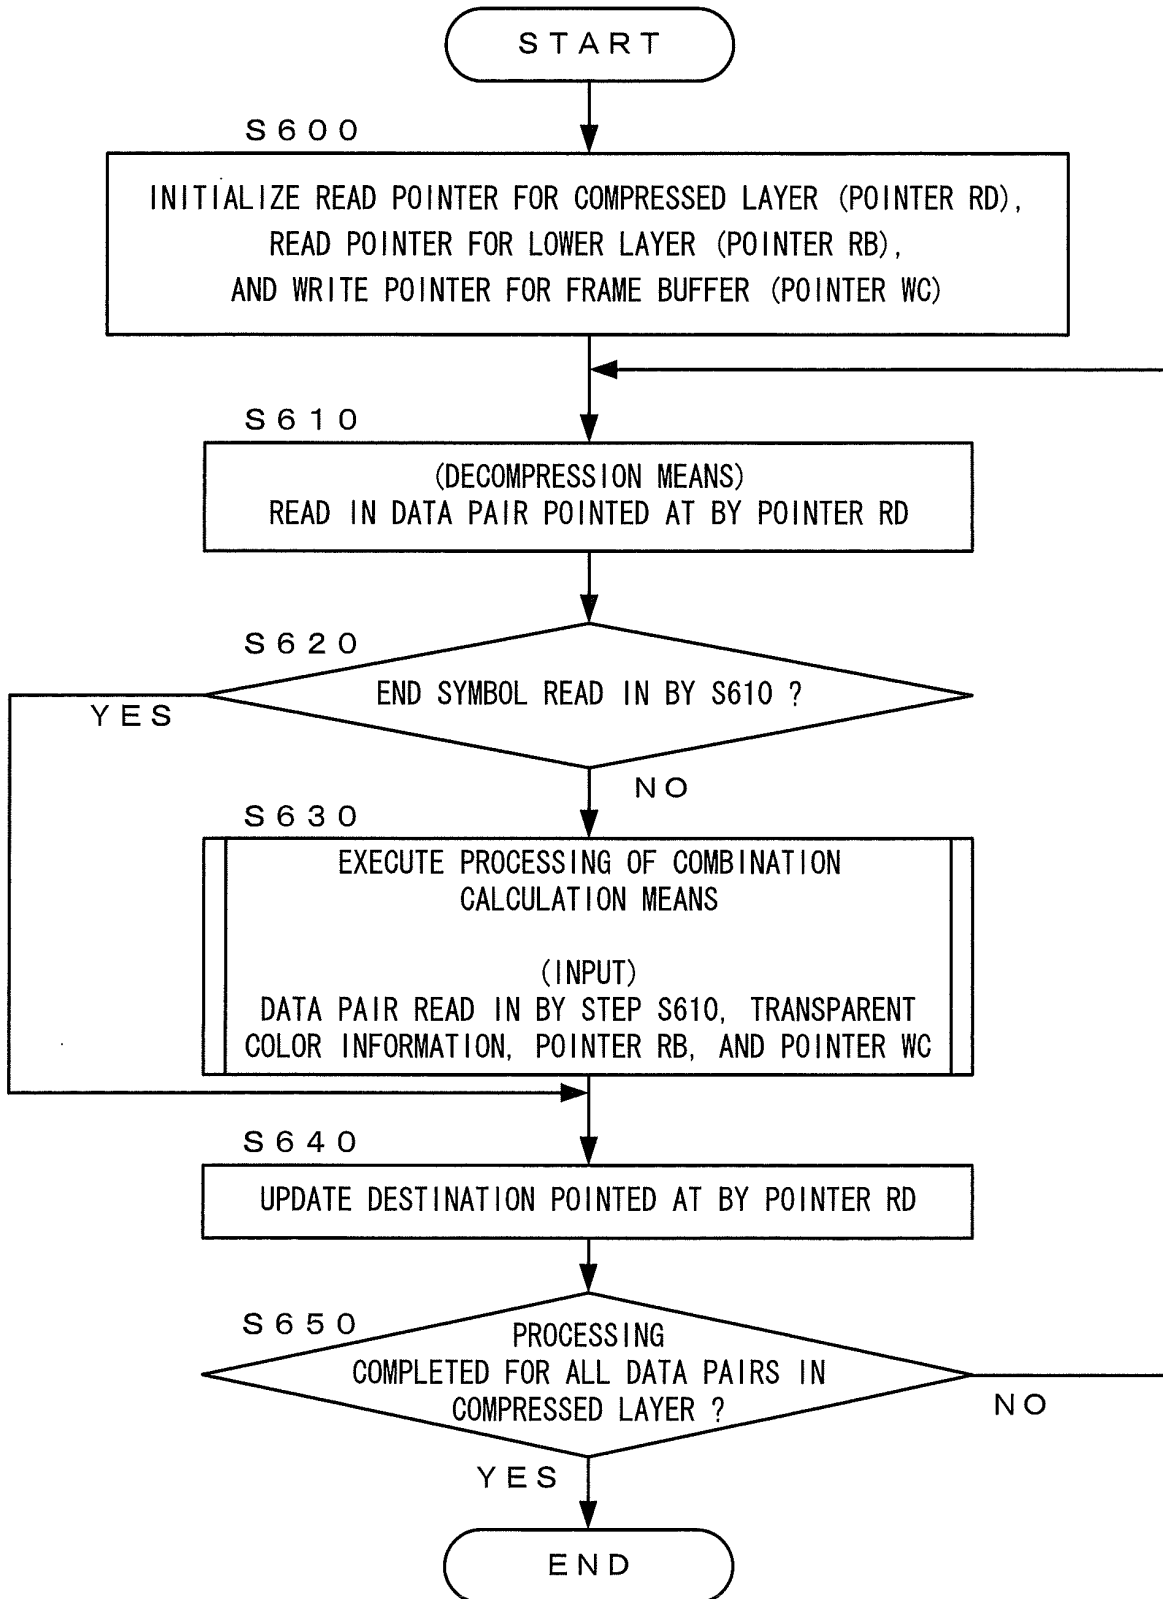 START
S600
INITIALIZE READ POINTER FOR COMPRESSED LAYER (POINTER RD),
READ POINTER FOR LOWER LAYER (POINTER RB),
AND WRITE POINTER FOR FRAME BUFFER (POINTER WC)
S610
(DECOMPRESSION MEANS)
READ IN DATA PAIR POINTED AT BY POINTER RD
S620
END SYMBOL READ IN BY S610 ?
YES
NO
S630
EXECUTE PROCESSING OF COMBINATION
CALCULATION MEANS
(INPUT)
DATA PAIR READ IN BY STEP S610, TRANSPARENT
COLOR INFORMATION, POINTER RB, AND POINTER WC
S640
UPDATE DESTINATION POINTED AT BY POINTER RD
S650
PROCESSING
COMPLETED FOR ALL DATA PAIRS IN
COMPRESSED LAYER ?
NO
YES
END